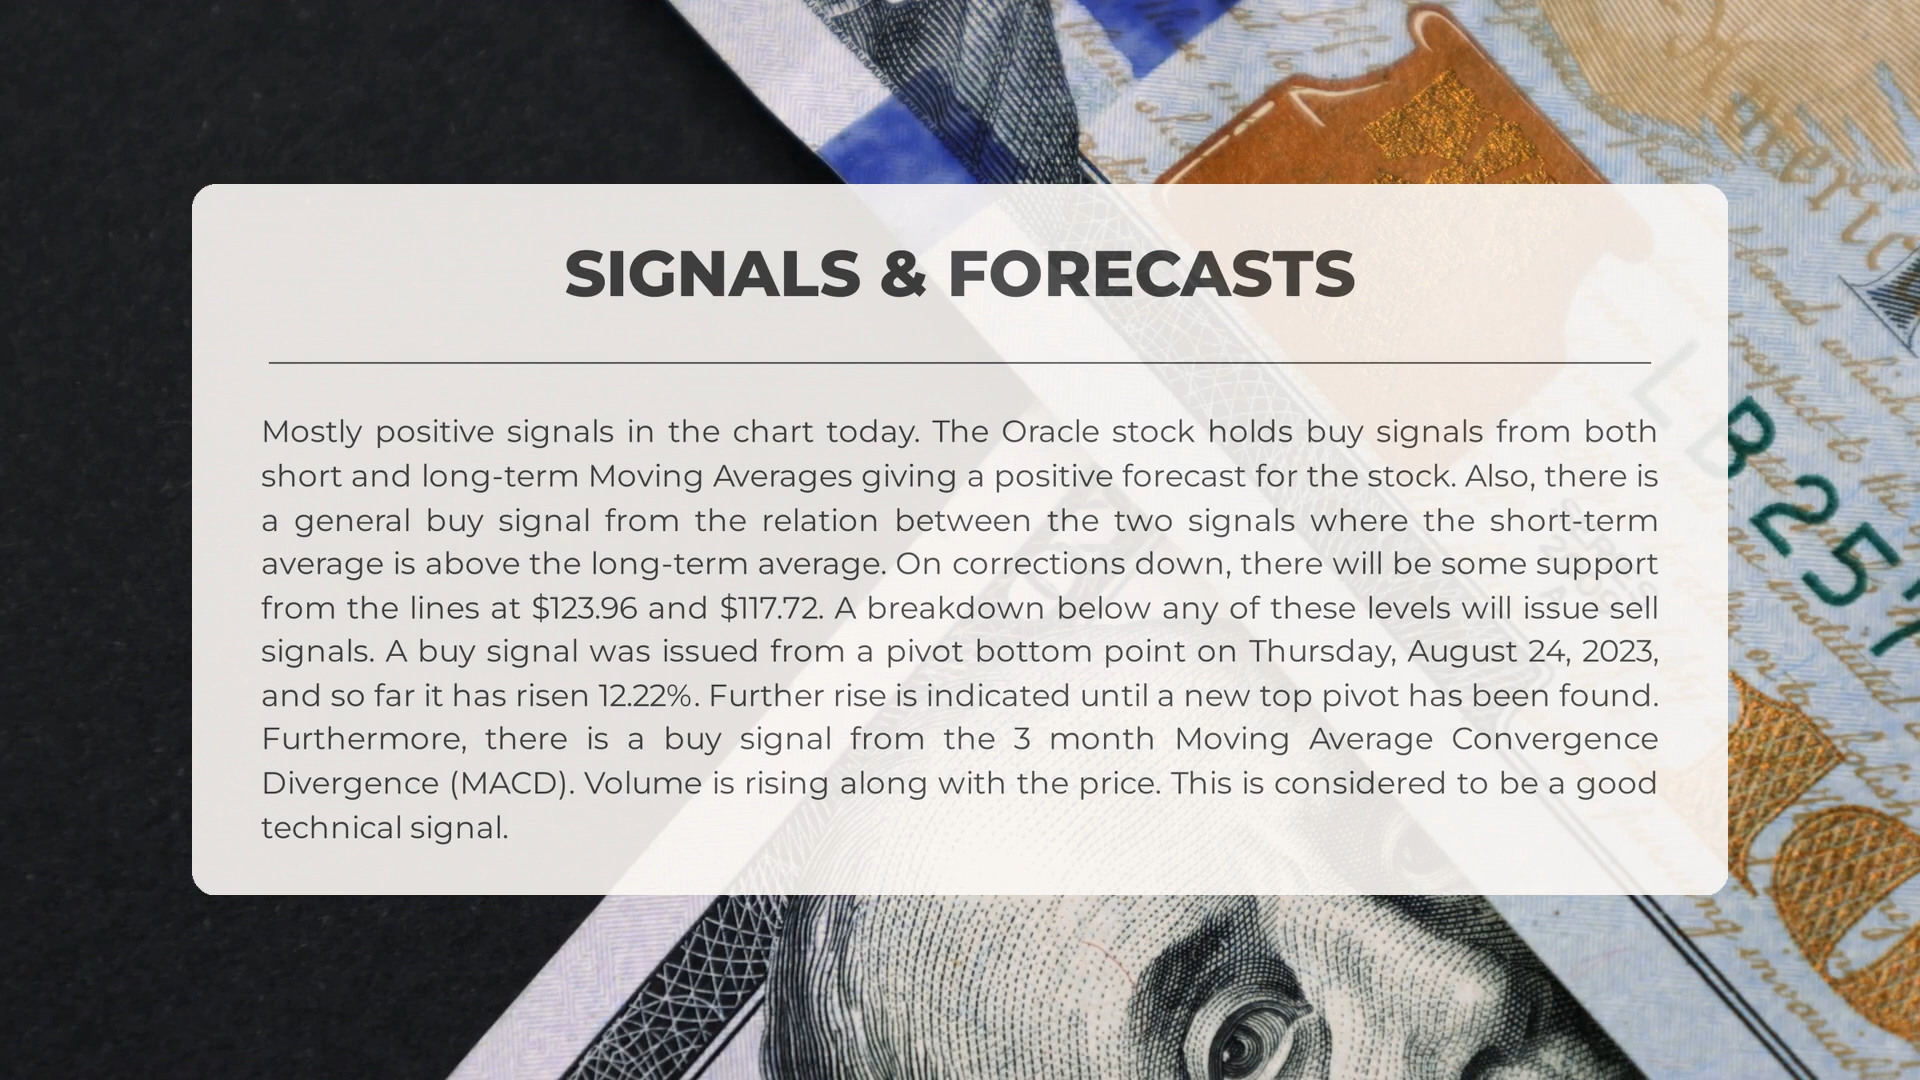 SIGNALS & FORECASTS
Mostly positive signals in the chart today. The Oracle stock holds buy signals from both
short and long-term Moving Averages giving a positive forecast for the stock. Also, there is
a general buy signal from the relation between the two signals where the short-term
average is above the long-term average. On corrections down, there will be some support
from the lines at $123.96 and $117.72. A breakdown below any of these levels will issue sell
signals. A buy signal was issued from a pivot bottom point on Thursday, August 24, 2023,
and so far it has risen 12.22%. Further rise is indicated until a new top pivot has been found.
Furthermore, there is a buy signal from the 3 month Moving Average Convergence
Divergence (MACD). Volume is rising along with the price. This is considered to be a good
technical signal.